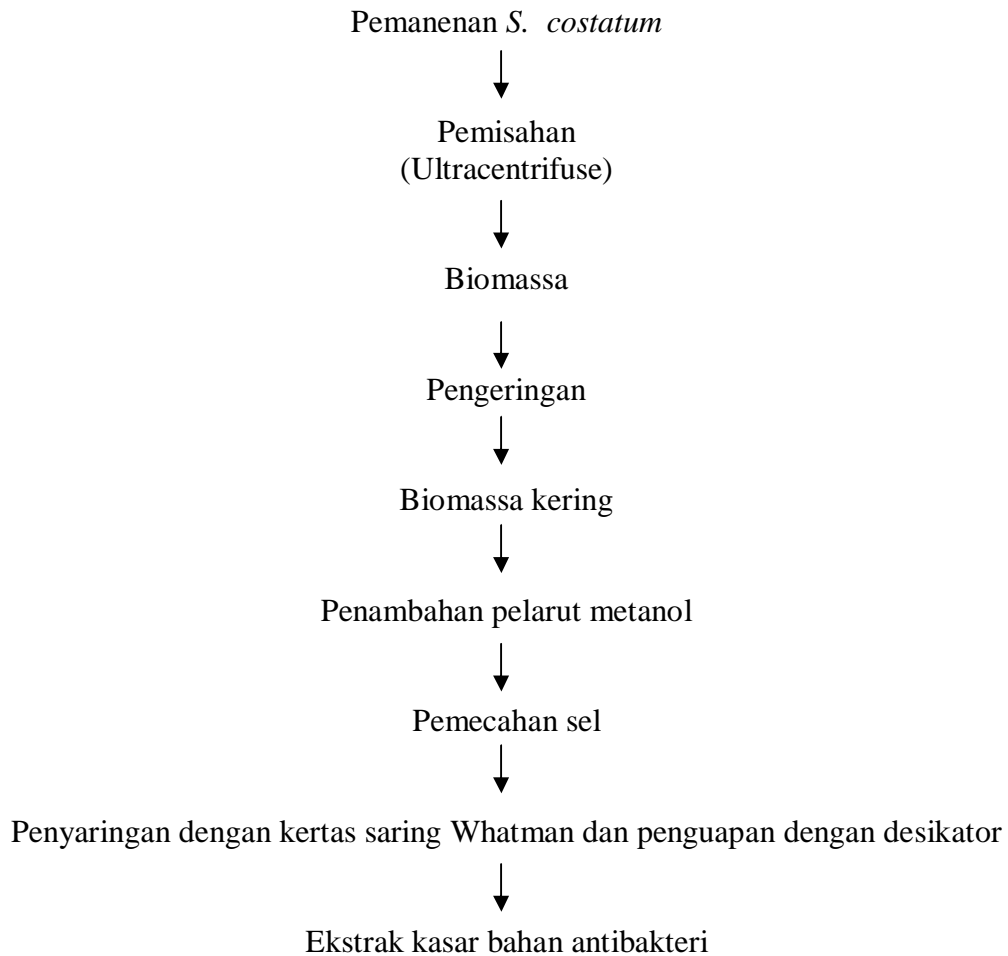 Pemanenan S. costatum
Pemisahan
(Ultracentrifuse)
Biomassa
Pengeringan
Biomassa kering
Penambahan pelarut metanol
Pemecahan sel
Penyaringan dengan kertas saring Whatman dan penguapan dengan desikator
Ekstrak kasar bahan antibakteri